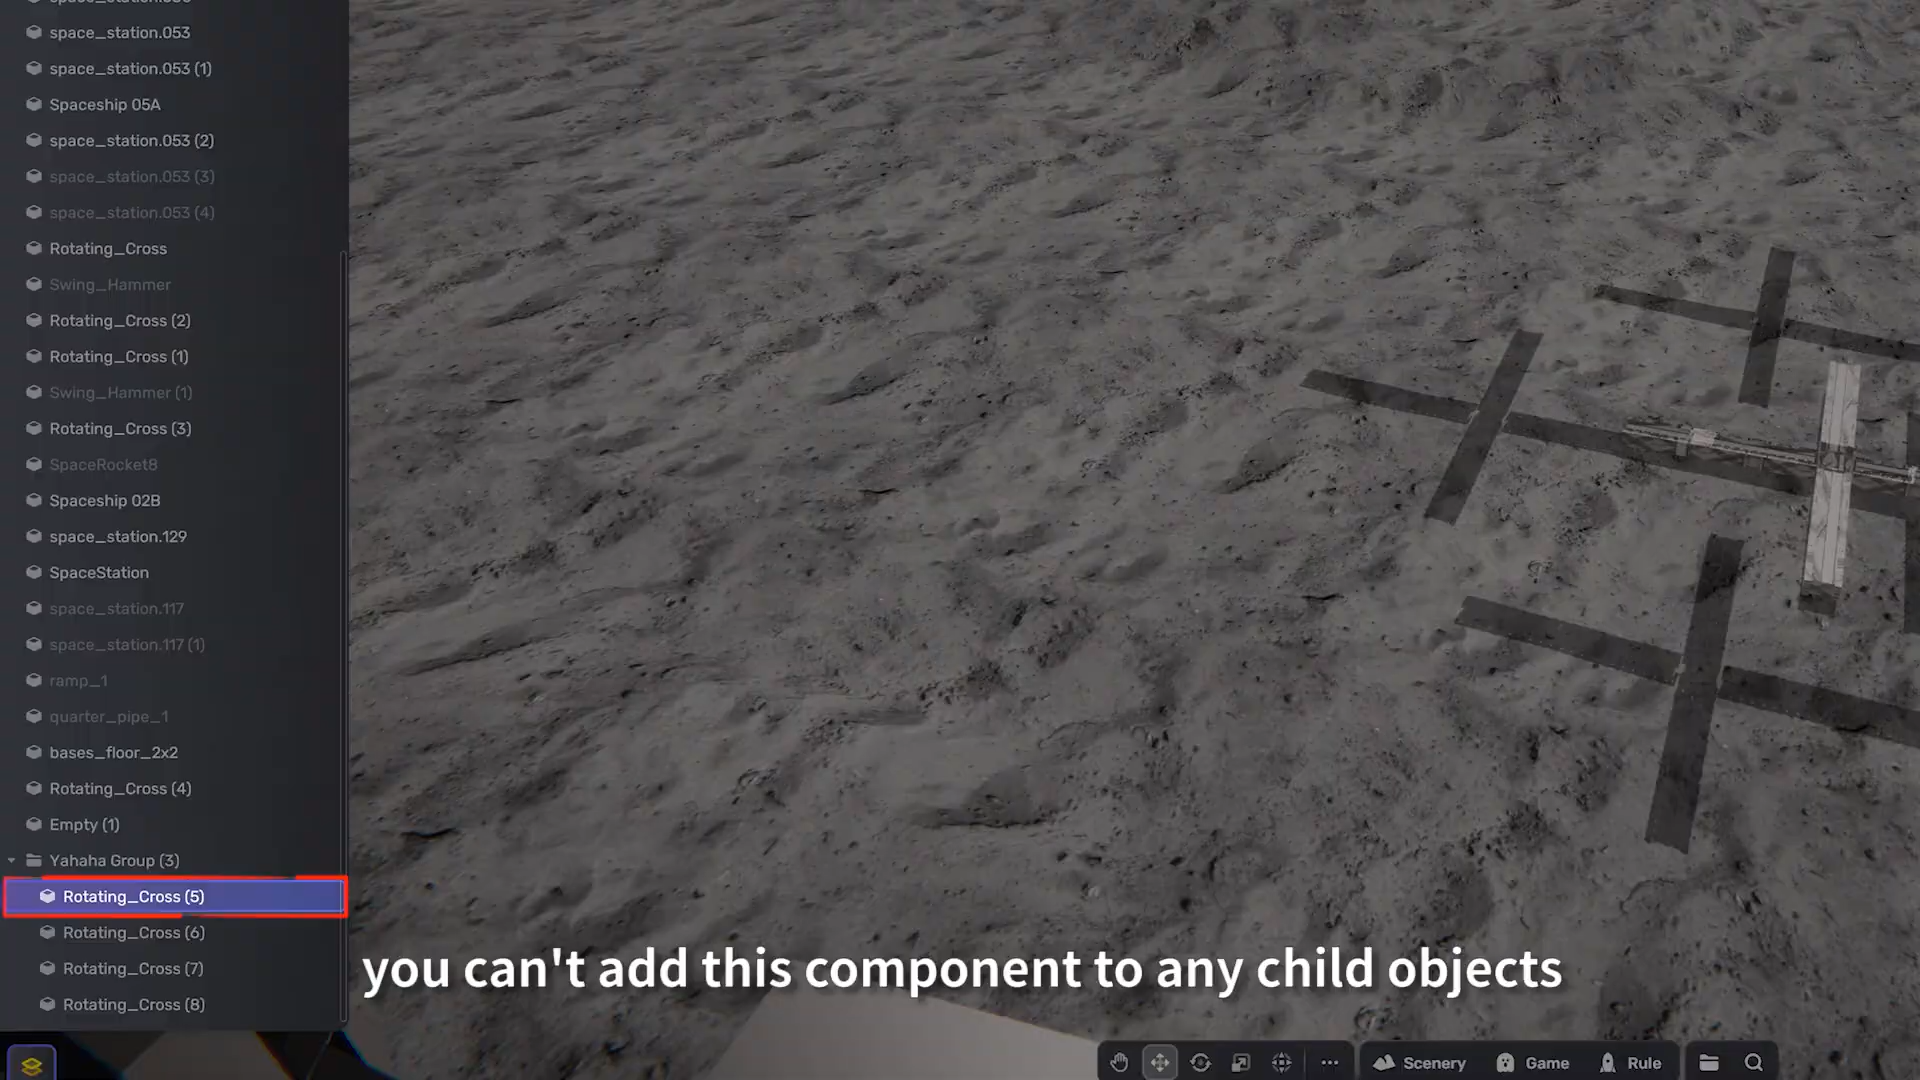 space_station.053
space_station.053 (1)
Spaceship 05A
space_station.053 (2)
space_station.053 (3)
space_station.053 (4)
Rotating_Cross
Swing_Hammer
Rotating_Cross (2)
Rotating_Cross (1)
Swing_Hammer (1)
Rotating_Cross (3)
SpaceRocket8
Spaceship 02B
space_station.129
SpaceStation
space_station.117
space_station.117 (1)
ramp_1
quarter_pipe_1
bases_floor_2x2
Rotating_Cross (4)
Empty (1)
Yahaha Group (3)
Rotating_Cross (5)
Rotating_Cross (6)
Rotating_Cross (7)
Rotating_Cross (8)
you can't add this component to any child objects
Scenery Game Rule